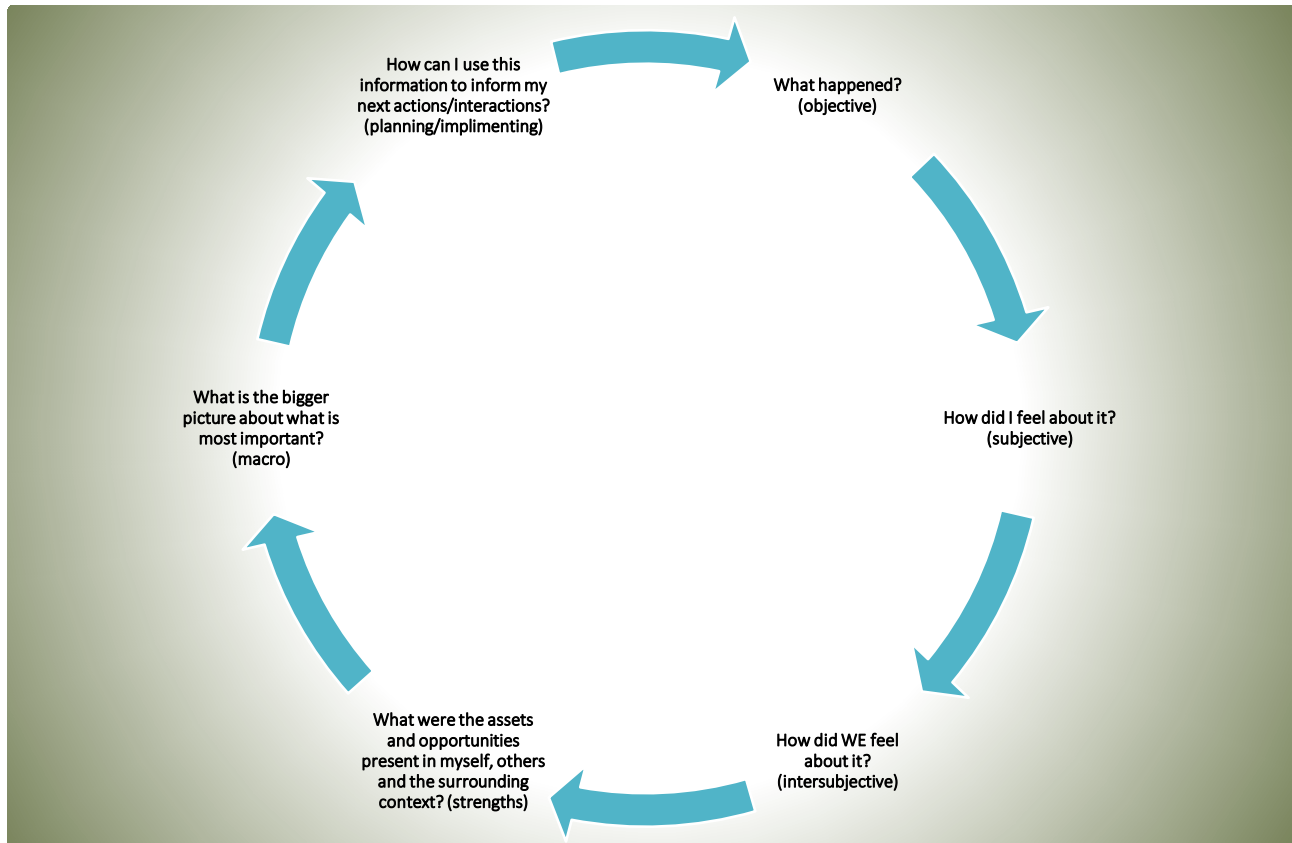 How can I use this
information to inform my
next actions/interactions?
(planning/implimenting)
What happened?
(objective)
How did I feel about it?
(subjective)
How did WE feel
about it?
(intersubjective)
What were the assets
and opportunities
present in myself, others
and the surrounding
context? (strengths)
What is the bigger
picture about what is
most important?
(macro)